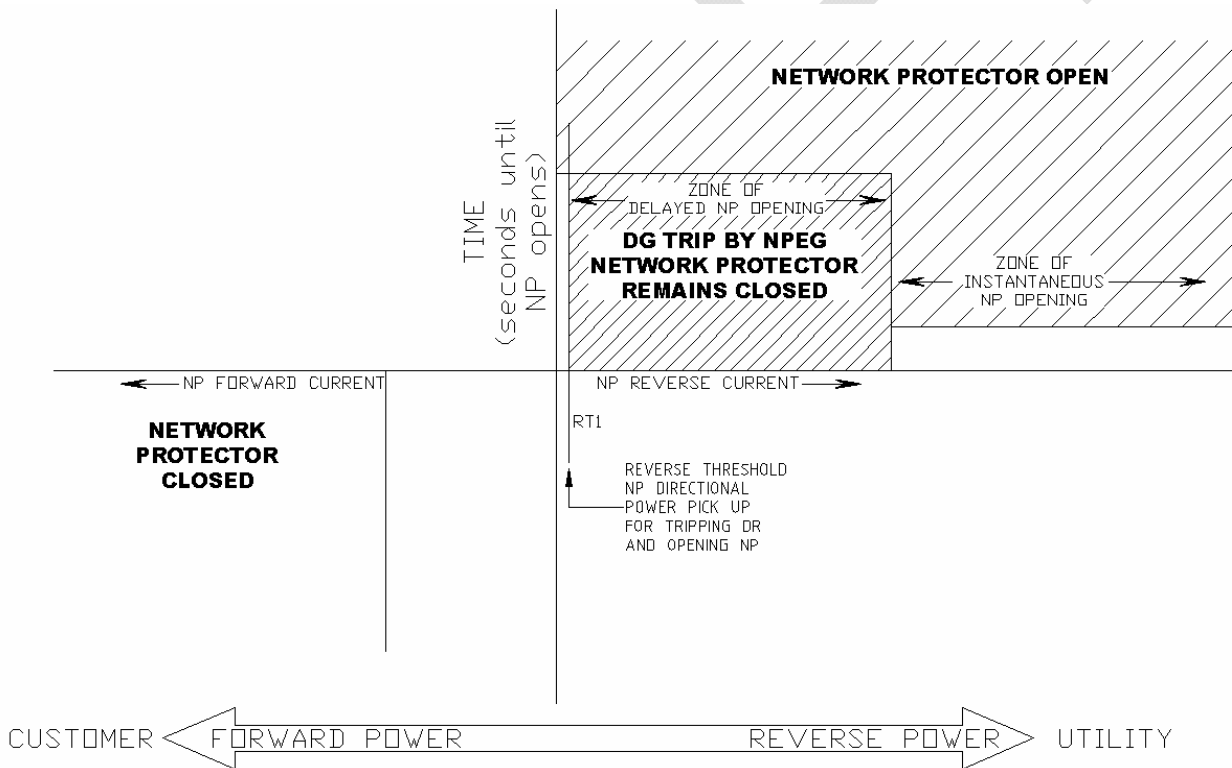 NETWORK PROTECTOR OPEN
TIME
(seconds until
NP opens)
ZONE OF
DELAYED NP OPENING
DG TRIP BY NPEG
NETWORK PROTECTOR
REMAINS CLOSED
ZONE OF
INSTANTANEOUS
NP OPENING
NP FORWARD CURRENT
NP REVERSE CURRENT
NETWORK
PROTECTOR
CLOSED
RT1
REVERSE THRESHOLD
NP DIRECTIONAL
POWER PICK UP
FOR TRIPPING DR
AND OPENING NP
CUSTOMER FORWARD POWER REVERSE POWER UTILITY